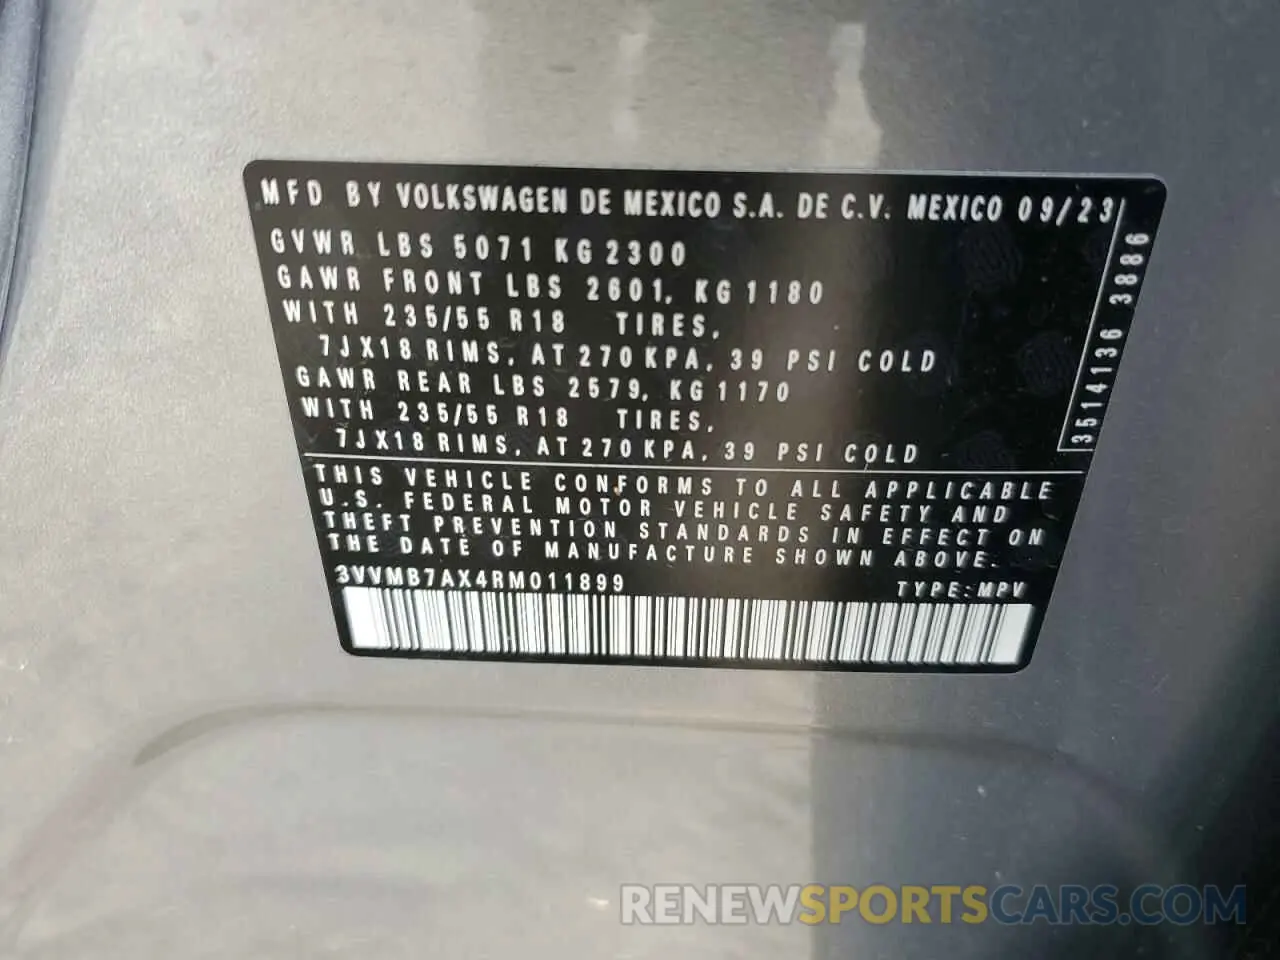 MFD BY VOLKSWAGEN DE MEXICO S.A. DE C.V. MEXICO 09/23
GVWR LBS 5071 KG 2300
GAWR FRONT LBS 2601, KG 1180
WITH 235/55 R18 TIRES,
7JX18 RIMS, AT 270 KPA, 39 PSI COLD
GAWR REAR LBS 2579, KG 1170
WITH 235/55 R18 TIRES,
7JX18 RIMS, AT 270 KPA, 39 PSI COLD
3514136 3886
THIS VEHICLE CONFORMS TO ALL APPLICABLE
U.S. FEDERAL MOTOR VEHICLE SAFETY AND
THEFT PREVENTION STANDARDS IN EFFECT ON
THE DATE OF MANUFACTURE SHOWN ABOVE.
3VVMB7AX4RM011899 TYPE: MPV
RENEWSPORTSCARS.COM